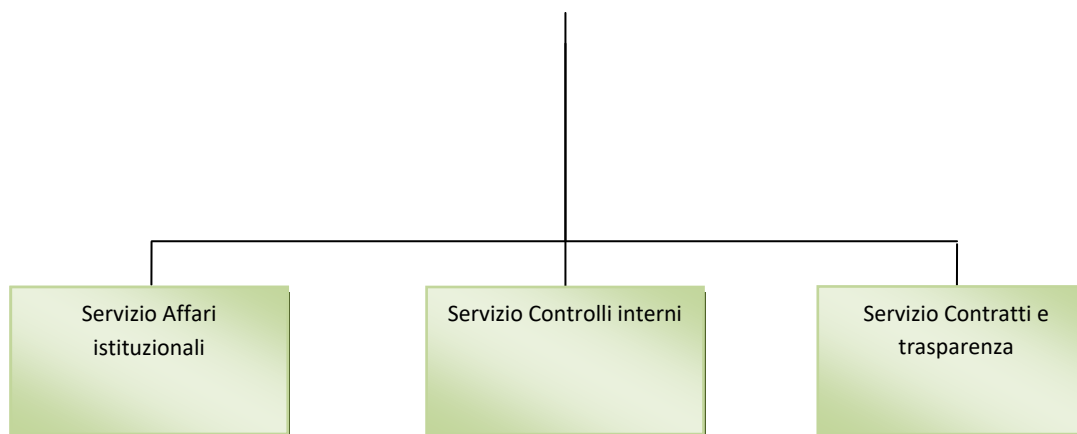 Servizio Affari
istituzionali
Servizio Controlli interni
Servizio Contratti e
trasparenza